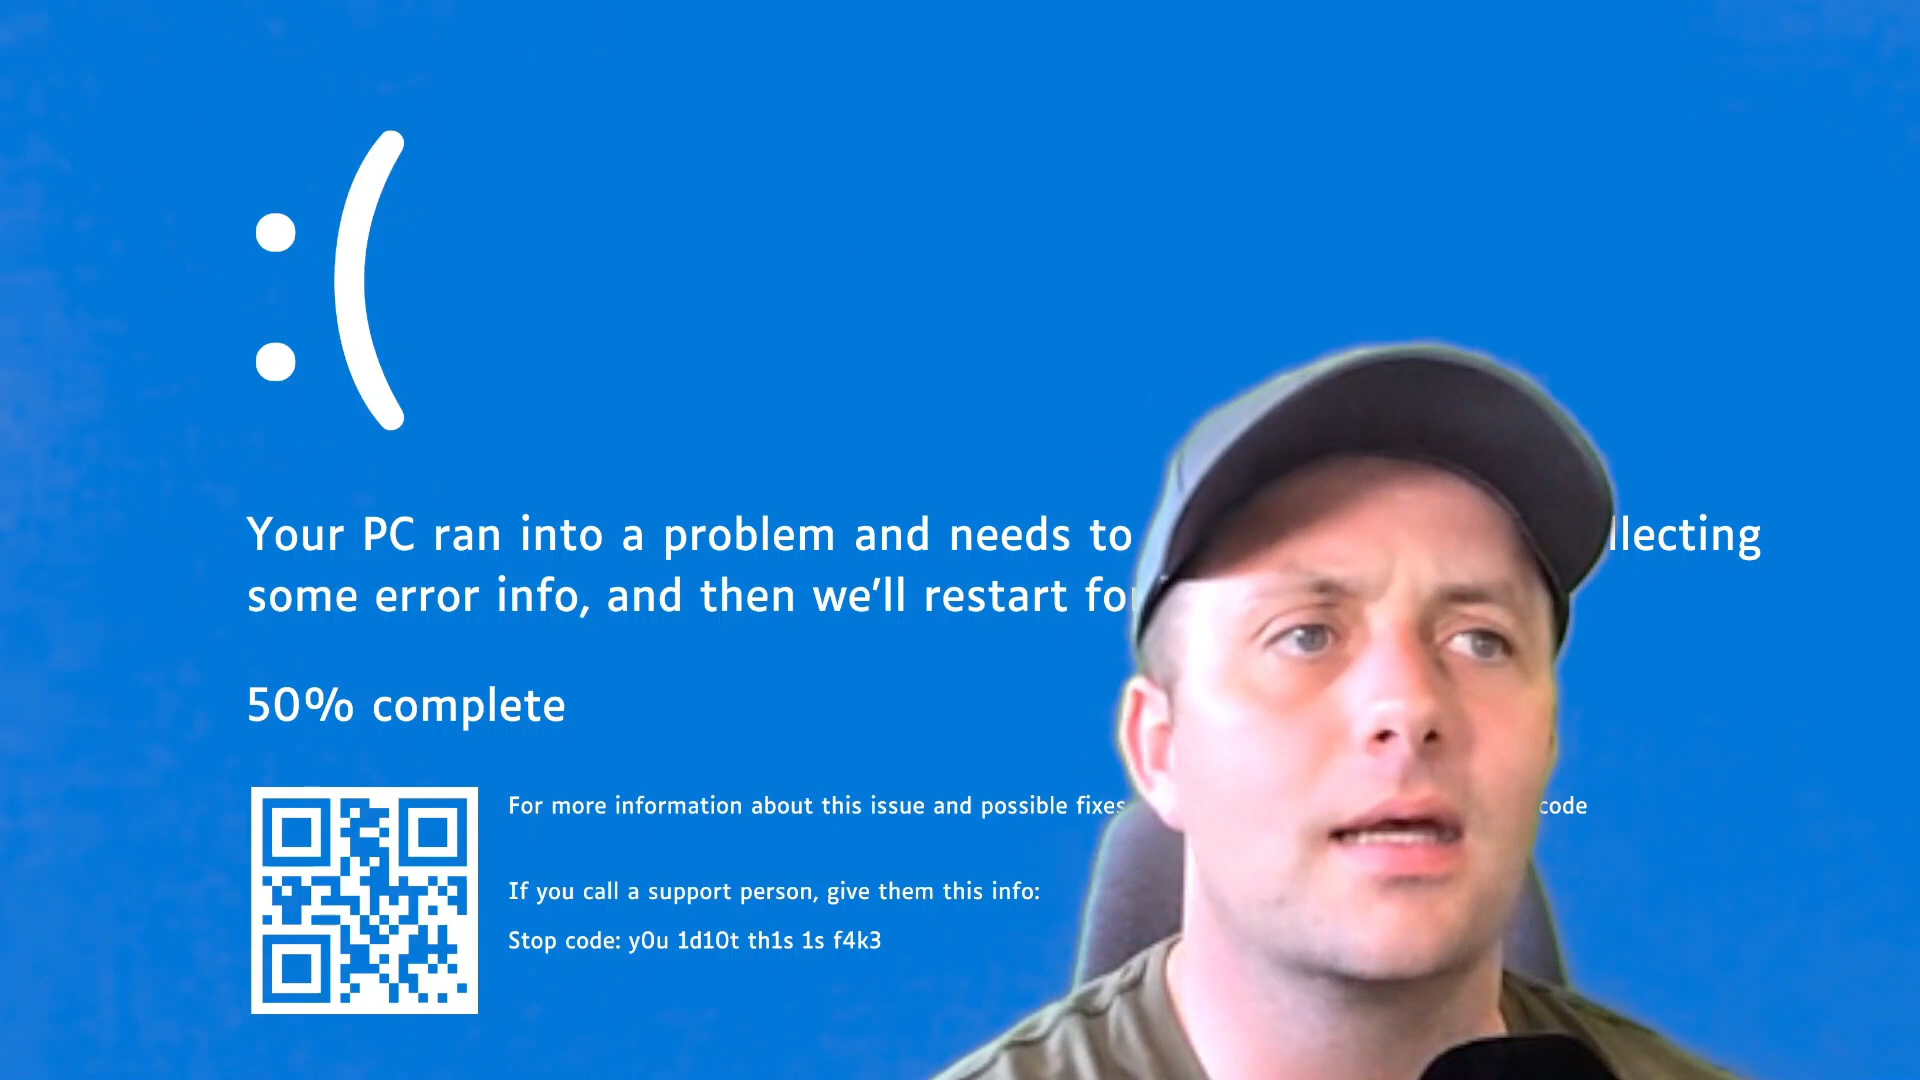 :(
Your PC ran into a problem and needs to llecting
some error info, and then we’ll restart for
50% complete
For more information about this issue and possible fixes code
If you call a support person, give them this info:
Stop code: y0u 1d10t th1s 1s f4k3